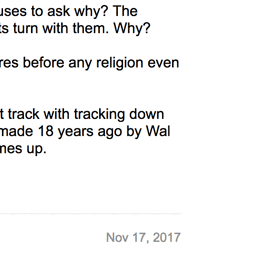 uses to ask why? The
ts turn with them. Why?
res before any religion even
t track with tracking down
made 18 years ago by Wal
mes up.
Nov 17, 2017